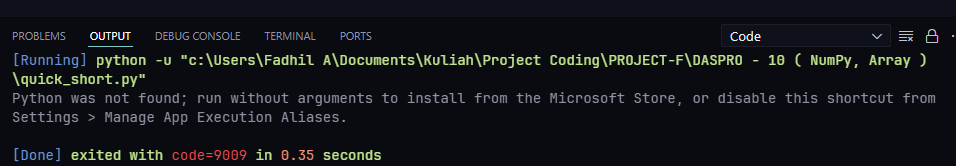 PROBLEMS OUTPUT DEBUG CONSOLE TERMINAL PORTS Code
[Running] python -u "c:\Users\Fadhil A\Documents\Kuliah\Project Coding\PROJECT-F\DASPRO - 10 ( NumPy, Array )
\quick_short.py"
Python was not found; run without arguments to install from the Microsoft Store, or disable this shortcut from
Settings > Manage App Execution Aliases.
[Done] exited with code=9009 in 0.35 seconds